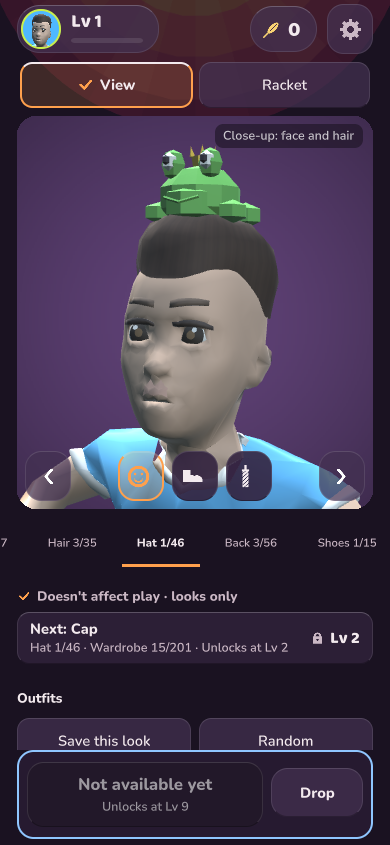 Lv 1
0
View
Racket
Close-up: face and hair
7
Hair 3/35
Hat 1/46
Back 3/56
Shoes 1/15
Doesn't affect play · looks only
Next: Cap
Hat 1/46 · Wardrobe 15/201 · Unlocks at Lv 2
Lv 2
Outfits
Save this look
Random
Not available yet
Unlocks at Lv 9
Drop